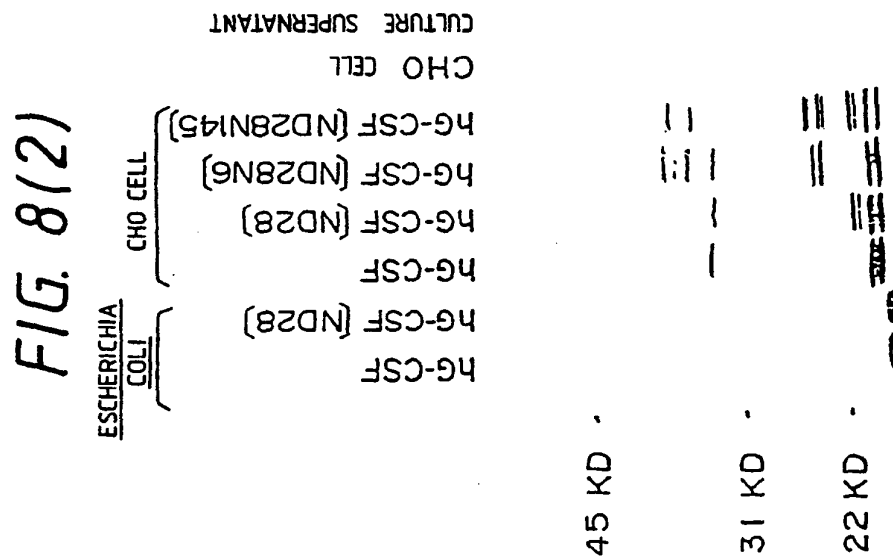 FIG. 8(2)
ESCHERICHIA
COLI
CHO CELL
hG-CSF
hG-CSF [ND28]
hG-CSF
hG-CSF [ND28]
hG-CSF [ND28N6]
hG-CSF [ND28N145]
CHO CELL
CULTURE SUPERNATANT
45 KD
31 KD
22 KD